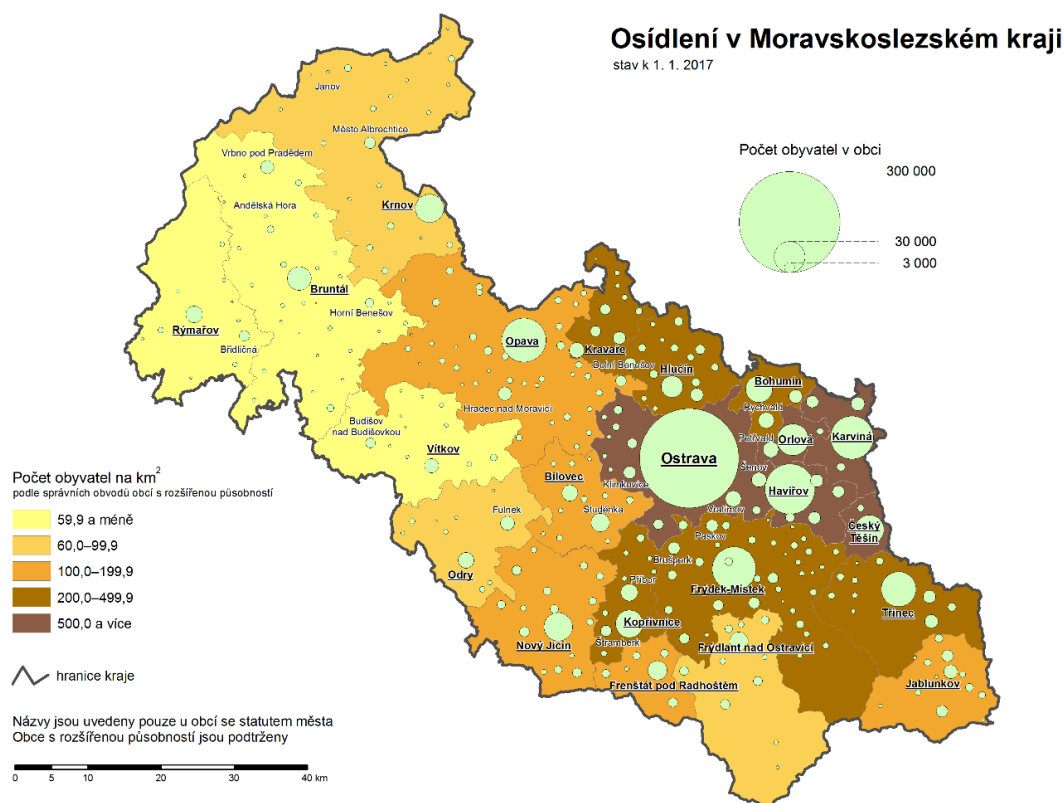 Osídlení v Moravskoslezském kraji
stav k 1. 1. 2017
Počet obyvatel v obci
300 000
30 000
3 000
Janov
Město Albrechtice
Vrbno pod Pradědem
Andělská Hora
Krnov
Bruntál
Horní Benešov
Rýmařov
Břidličná
Opava
Kravaře
Dolní Benešov
Hlučín
Bohumín
Rychvald
Hradec nad Moravicí
Budišov
nad Budišovkou
Vítkov
Ostrava
Petřvald
Orlová
Karviná
Bílovec
Klimkovice
Šenov
Havířov
Fulnek
Studénka
Vratimov
Český
Těšín
Paskov
Brušperk
Odry
Příbor
Frýdek-Místek
Třinec
Kopřivnice
Nový Jičín
Štramberk
Frýdlant nad Ostravicí
Frenštát pod Radhoštěm
Jablunkov
Počet obyvatel na km²
podle správních obvodů obcí s rozšířenou působností
59,9 a méně
60,0–99,9
100,0–199,9
200,0–499,9
500,0 a více
hranice kraje
Názvy jsou uvedeny pouze u obcí se statutem města
Obce s rozšířenou působností jsou podtrženy
0 5 10 20 30 40 km